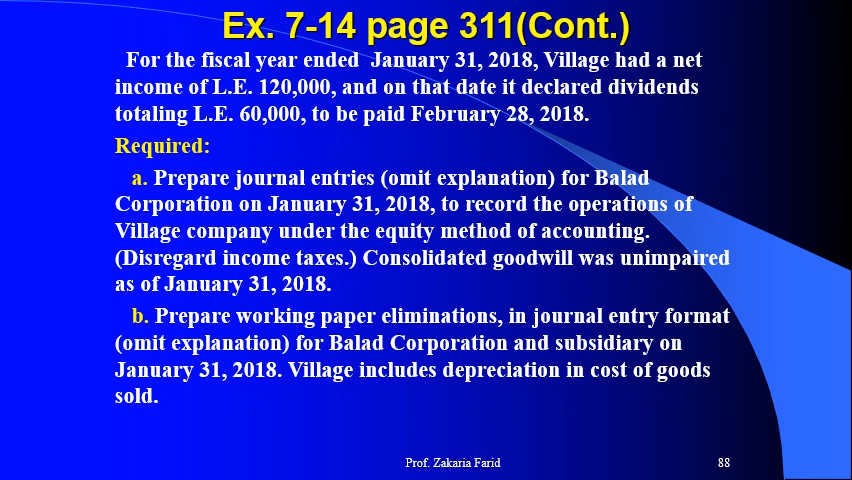 Ex. 7-14 page 311(Cont.)
For the fiscal year ended January 31, 2018, Village had a net
income of L.E. 120,000, and on that date it declared dividends
totaling L.E. 60,000, to be paid February 28, 2018.
Required:
a. Prepare journal entries (omit explanation) for Balad
Corporation on January 31, 2018, to record the operations of
Village company under the equity method of accounting.
(Disregard income taxes.) Consolidated goodwill was unimpaired
as of January 31, 2018.
b. Prepare working paper eliminations, in journal entry format
(omit explanation) for Balad Corporation and subsidiary on
January 31, 2018. Village includes depreciation in cost of goods
sold.
Prof. Zakaria Farid 88